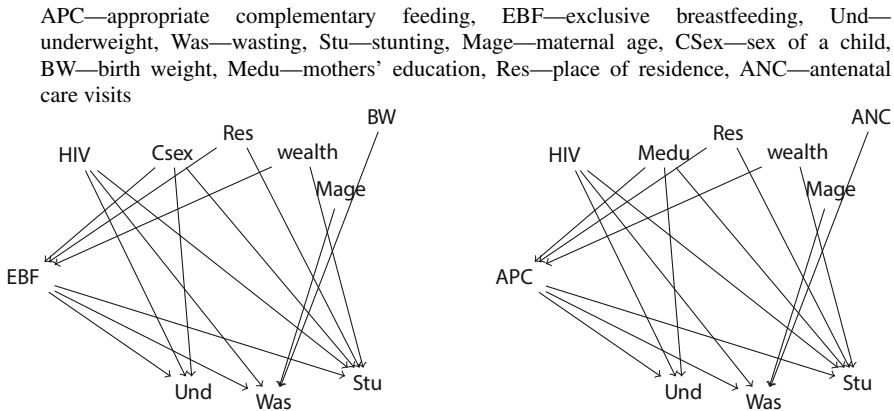 APC—appropriate complementary feeding, EBF—exclusive breastfeeding, Und—
underweight, Was—wasting, Stu—stunting, Mage—maternal age, CSex—sex of a child,
BW—birth weight, Medu—mothers' education, Res—place of residence, ANC—antenatal
care visits
BW
Res
HIV Csex wealth
Mage
EBF
Und Was Stu
ANC
Res
HIV Medu wealth
Mage
APC
Und Was Stu